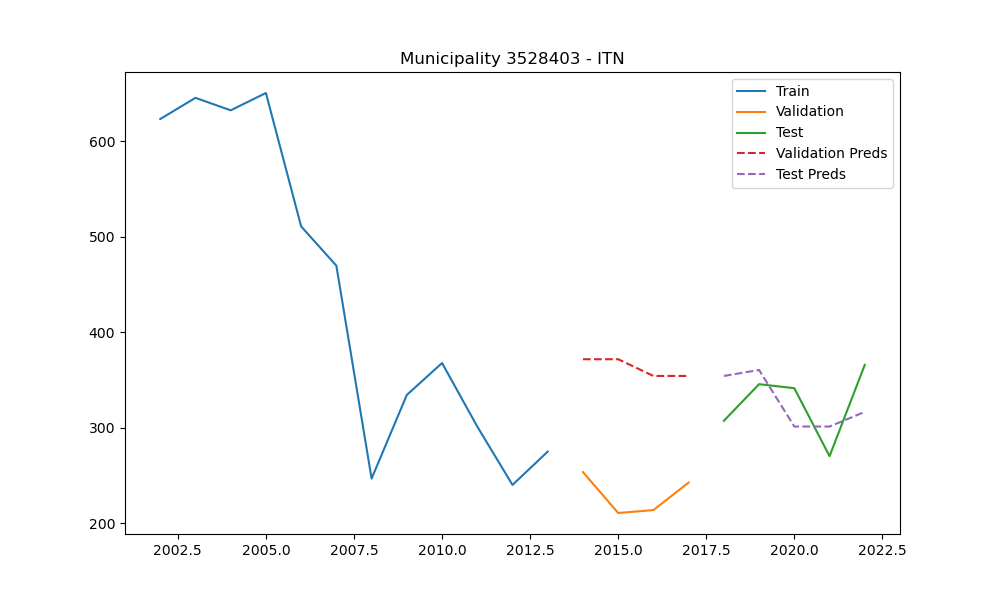 Municipality 3528403 - ITN
Train
Validation
Test
Validation Preds
Test Preds
600
500
400
300
200
2002.5 2005.0 2007.5 2010.0 2012.5 2015.0 2017.5 2020.0 2022.5